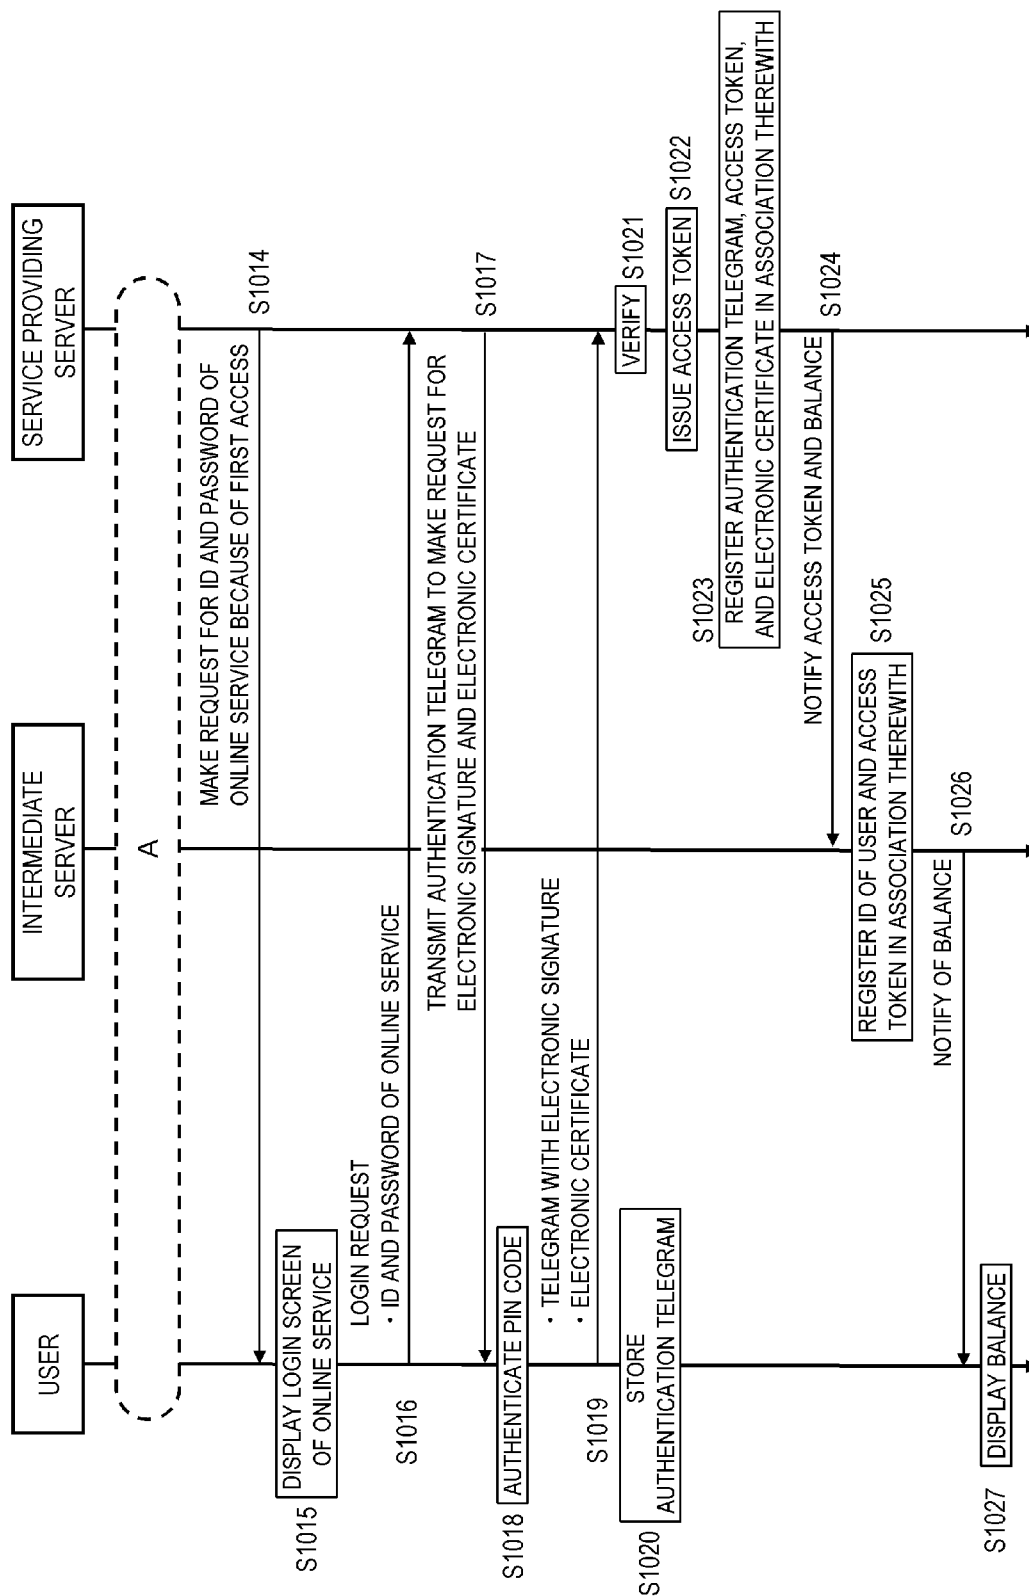 USER
INTERMEDIATE
SERVER
SERVICE PROVIDING
SERVER
A
MAKE REQUEST FOR ID AND PASSWORD OF
ONLINE SERVICE BECAUSE OF FIRST ACCESS
S1014
DISPLAY LOGIN SCREEN
OF ONLINE SERVICE
S1015
LOGIN REQUEST
・ID AND PASSWORD OF ONLINE SERVICE
S1016
TRANSMIT AUTHENTICATION TELEGRAM TO MAKE REQUEST FOR
ELECTRONIC SIGNATURE AND ELECTRONIC CERTIFICATE
S1017
S1018
AUTHENTICATE PIN CODE
・TELEGRAM WITH ELECTRONIC SIGNATURE
・ELECTRONIC CERTIFICATE
S1019
STORE
AUTHENTICATION TELEGRAM
S1020
VERIFY
S1021
ISSUE ACCESS TOKEN
S1022
S1023
REGISTER AUTHENTICATION TELEGRAM, ACCESS TOKEN,
AND ELECTRONIC CERTIFICATE IN ASSOCIATION THEREWITH
NOTIFY ACCESS TOKEN AND BALANCE
S1024
REGISTER ID OF USER AND ACCESS
TOKEN IN ASSOCIATION THEREWITH
S1025
NOTIFY OF BALANCE
S1026
DISPLAY BALANCE
S1027